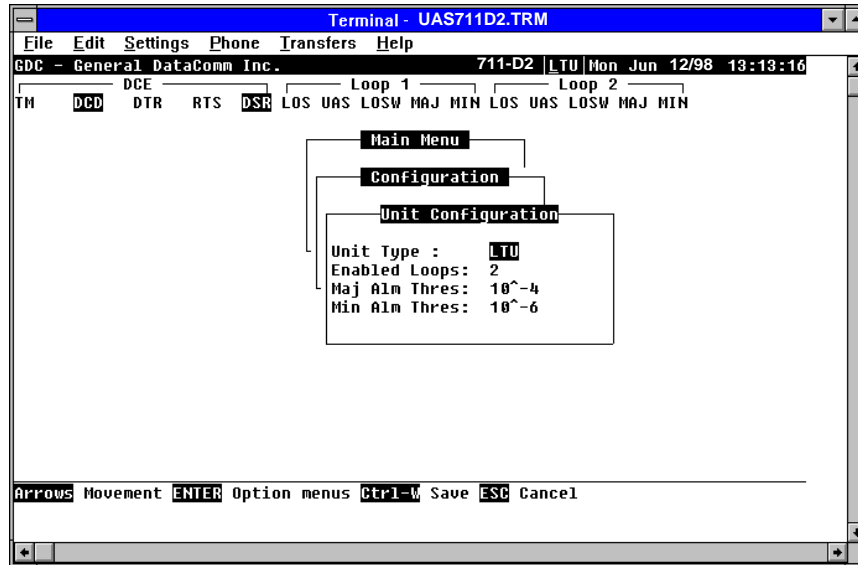 Terminal - UAS711D2.TRM
File Edit Settings Phone Transfers Help
GDC - General DataComm Inc. 711-D2 LTU Mon Jun 12/98 13:13:16
DCE Loop 1 Loop 2
TM DCD DTR RTS DSR LOS UAS LOSW MAJ MIN LOS UAS LOSW MAJ MIN
Main Menu
Configuration
Unit Configuration
Unit Type : LTU
Enabled Loops: 2
Maj Alm Thres: 10^-4
Min Alm Thres: 10^-6
Arrows Movement ENTER Option menus Ctrl-W Save ESC Cancel